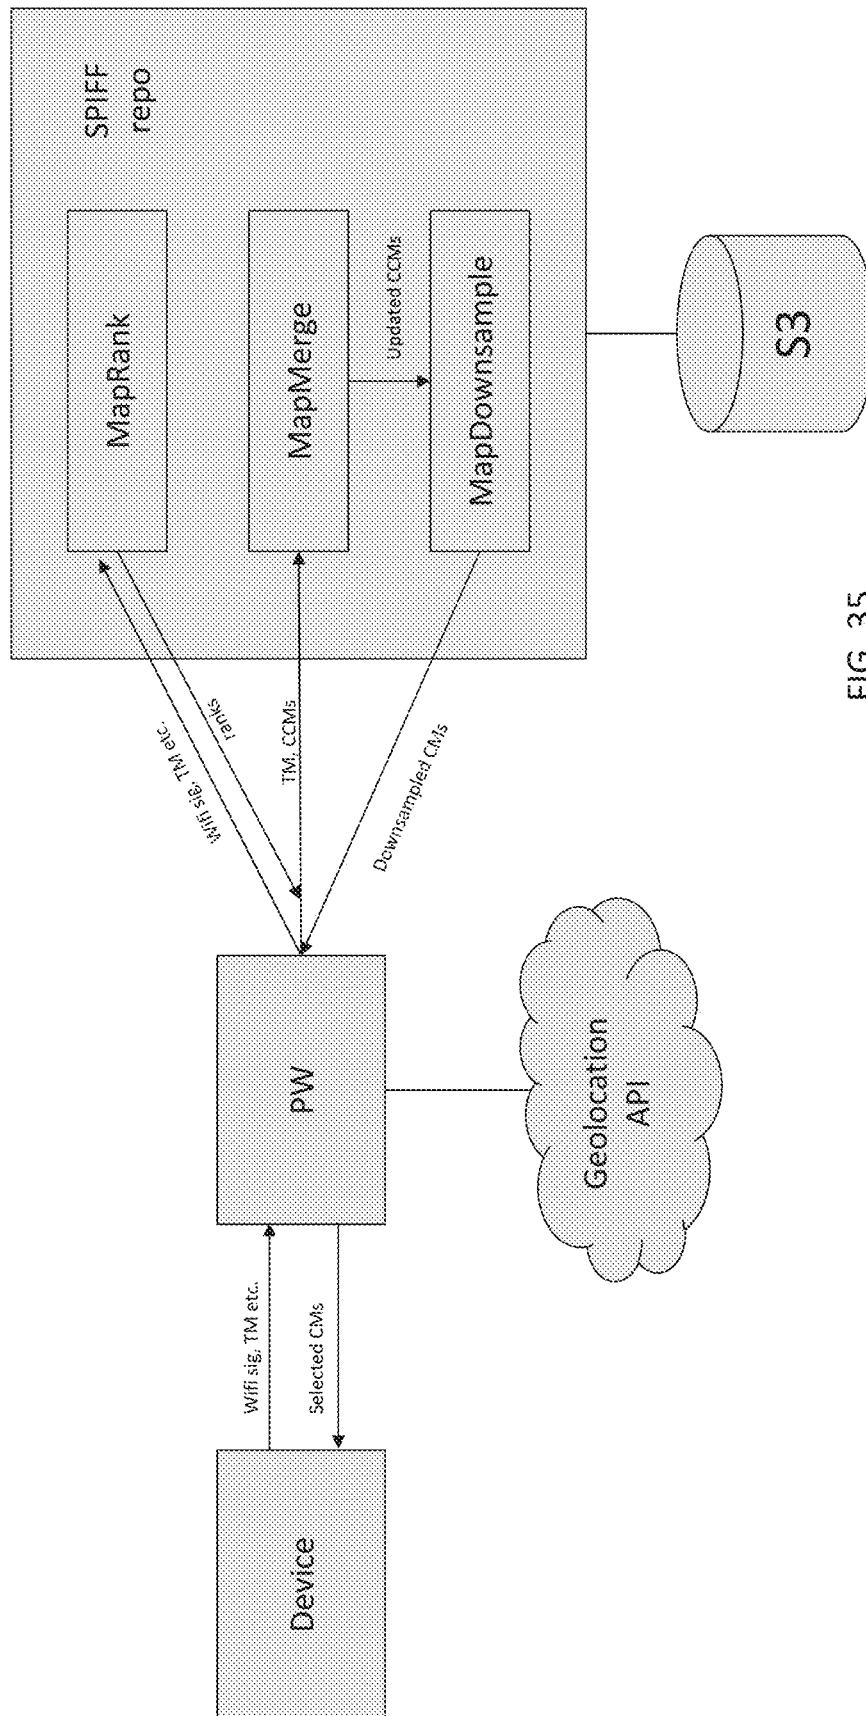 SPIFF
repo
MapRank
MapMerge
Updated CCMs
MapDownsample
S3
Wifi sig, TM etc.
ranks
TM, CCMs
Downsampled CMs
PW
Geolocation
API
Wifi sig, TM etc.
Selected CMs
Device
FIG. 35